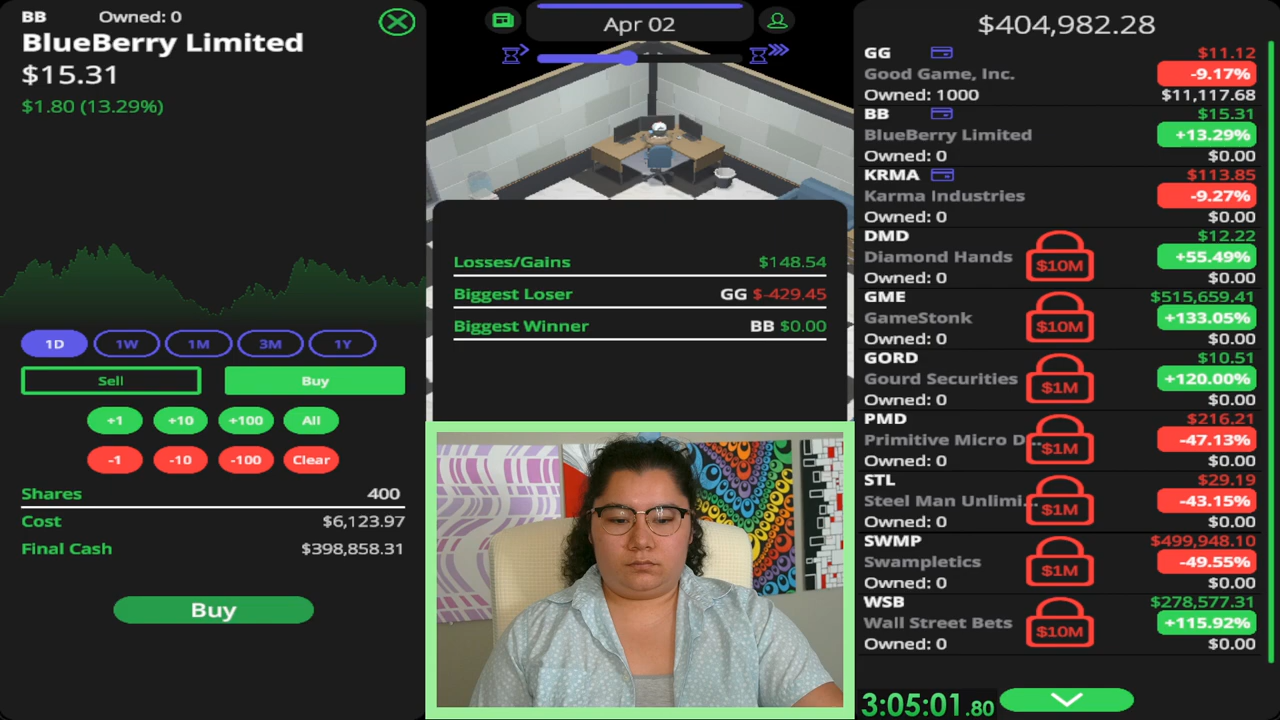 BB Owned: 0
BlueBerry Limited
$15.31
$1.80 (13.29%)
1D 1W 1M 3M 1Y
Sell Buy
+1 +10 +100 All
-1 -10 -100 Clear
Shares 400
Cost $6,123.97
Final Cash $398,858.31
Buy
Apr 02
Losses/Gains $148.54
Biggest Loser GG $-429.45
Biggest Winner BB $0.00
$404,982.28
GG $11.12
Good Game, Inc. -9.17%
Owned: 1000 $11,117.68
BB $15.31
BlueBerry Limited +13.29%
Owned: 0 $0.00
KRMA $113.85
Karma Industries -9.27%
Owned: 0 $0.00
DMD $12.22
Diamond Hands $10M +55.49%
Owned: 0 $0.00
GME $515,659.41
GameStonk $10M +133.05%
Owned: 0 $0.00
GORD $10.51
Gourd Securities $1M +120.00%
Owned: 0 $0.00
PMD $216.21
Primitive Micro D... $1M -47.13%
Owned: 0 $0.00
STL $29.19
Steel Man Unlimi... $1M -43.15%
Owned: 0 $0.00
SWMP $499,948.10
Swampletics $1M -49.55%
Owned: 0 $0.00
WSB $278,577.31
Wall Street Bets $10M +115.92%
Owned: 0 $0.00
3:05:01.80